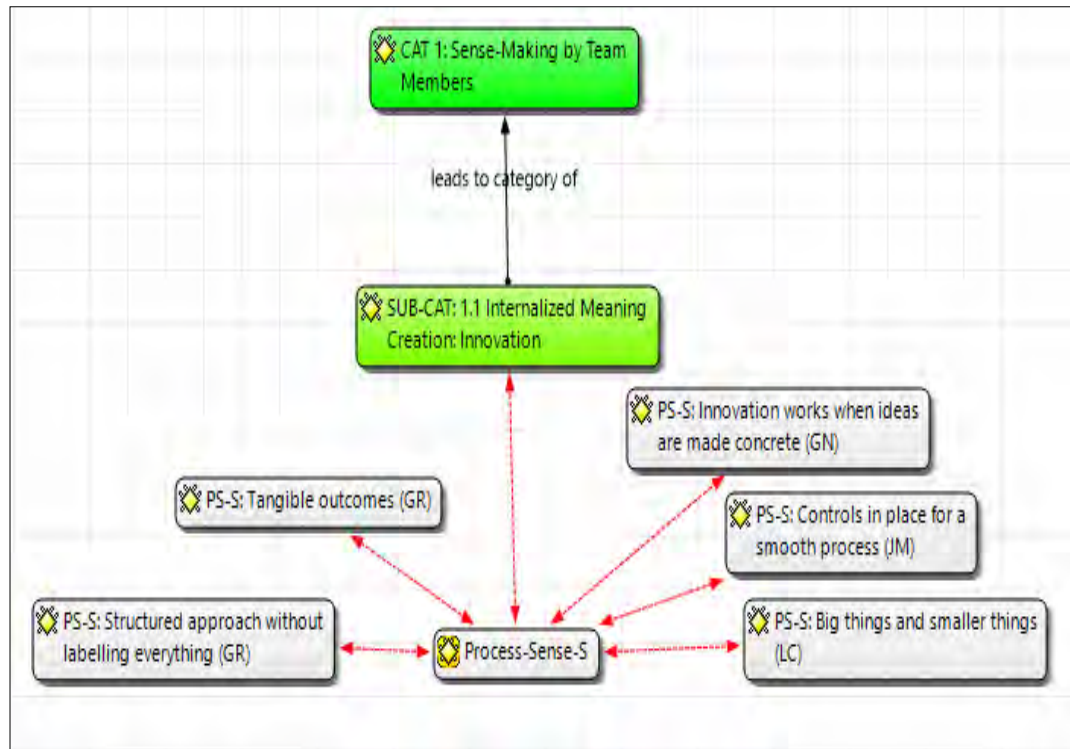 CAT 1: Sense-Making by Team
Members
leads to category of
SUB-CAT: 1.1 Internalized Meaning
Creation: Innovation
PS-S: Innovation works when ideas
are made concrete (GN)
PS-S: Tangible outcomes (GR)
PS-S: Controls in place for a
smooth process (JM)
PS-S: Structured approach without
labelling everything (GR)
Process-Sense-S
PS-S: Big things and smaller things
(LC)